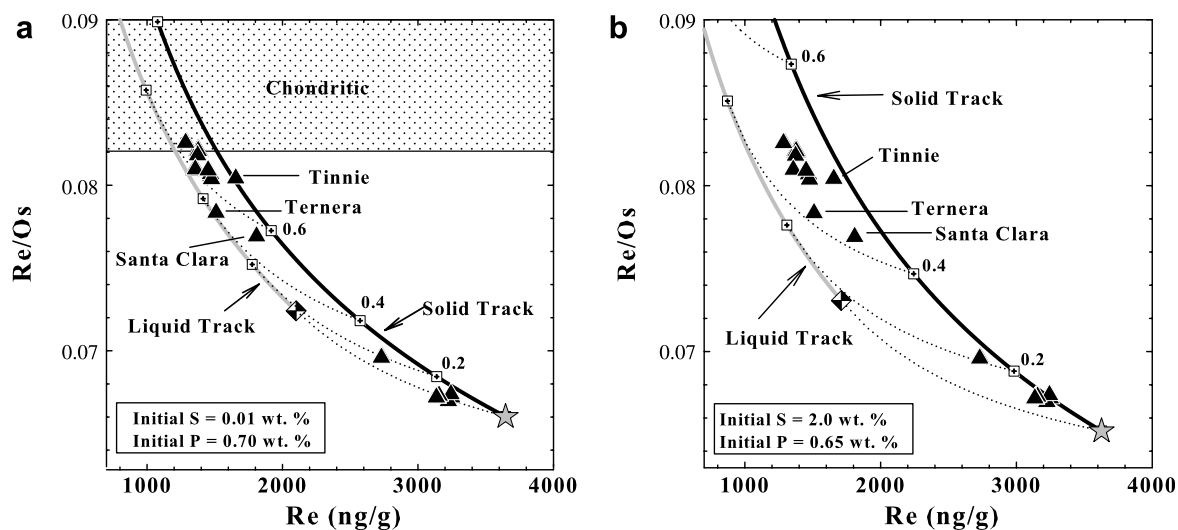 a
0.09
0.08
0.07
Re/Os
Chondritic
Tinnie
Ternera
0.6
Santa Clara
0.4
Solid Track
Liquid Track
0.2
Initial S = 0.01 wt. %
Initial P = 0.70 wt. %
1000 2000 3000 4000
Re (ng/g)
b
0.09
0.08
0.07
Re/Os
0.6
Solid Track
Tinnie
Ternera
Santa Clara
0.4
Liquid Track
0.2
Initial S = 2.0 wt. %
Initial P = 0.65 wt. %
1000 2000 3000 4000
Re (ng/g)